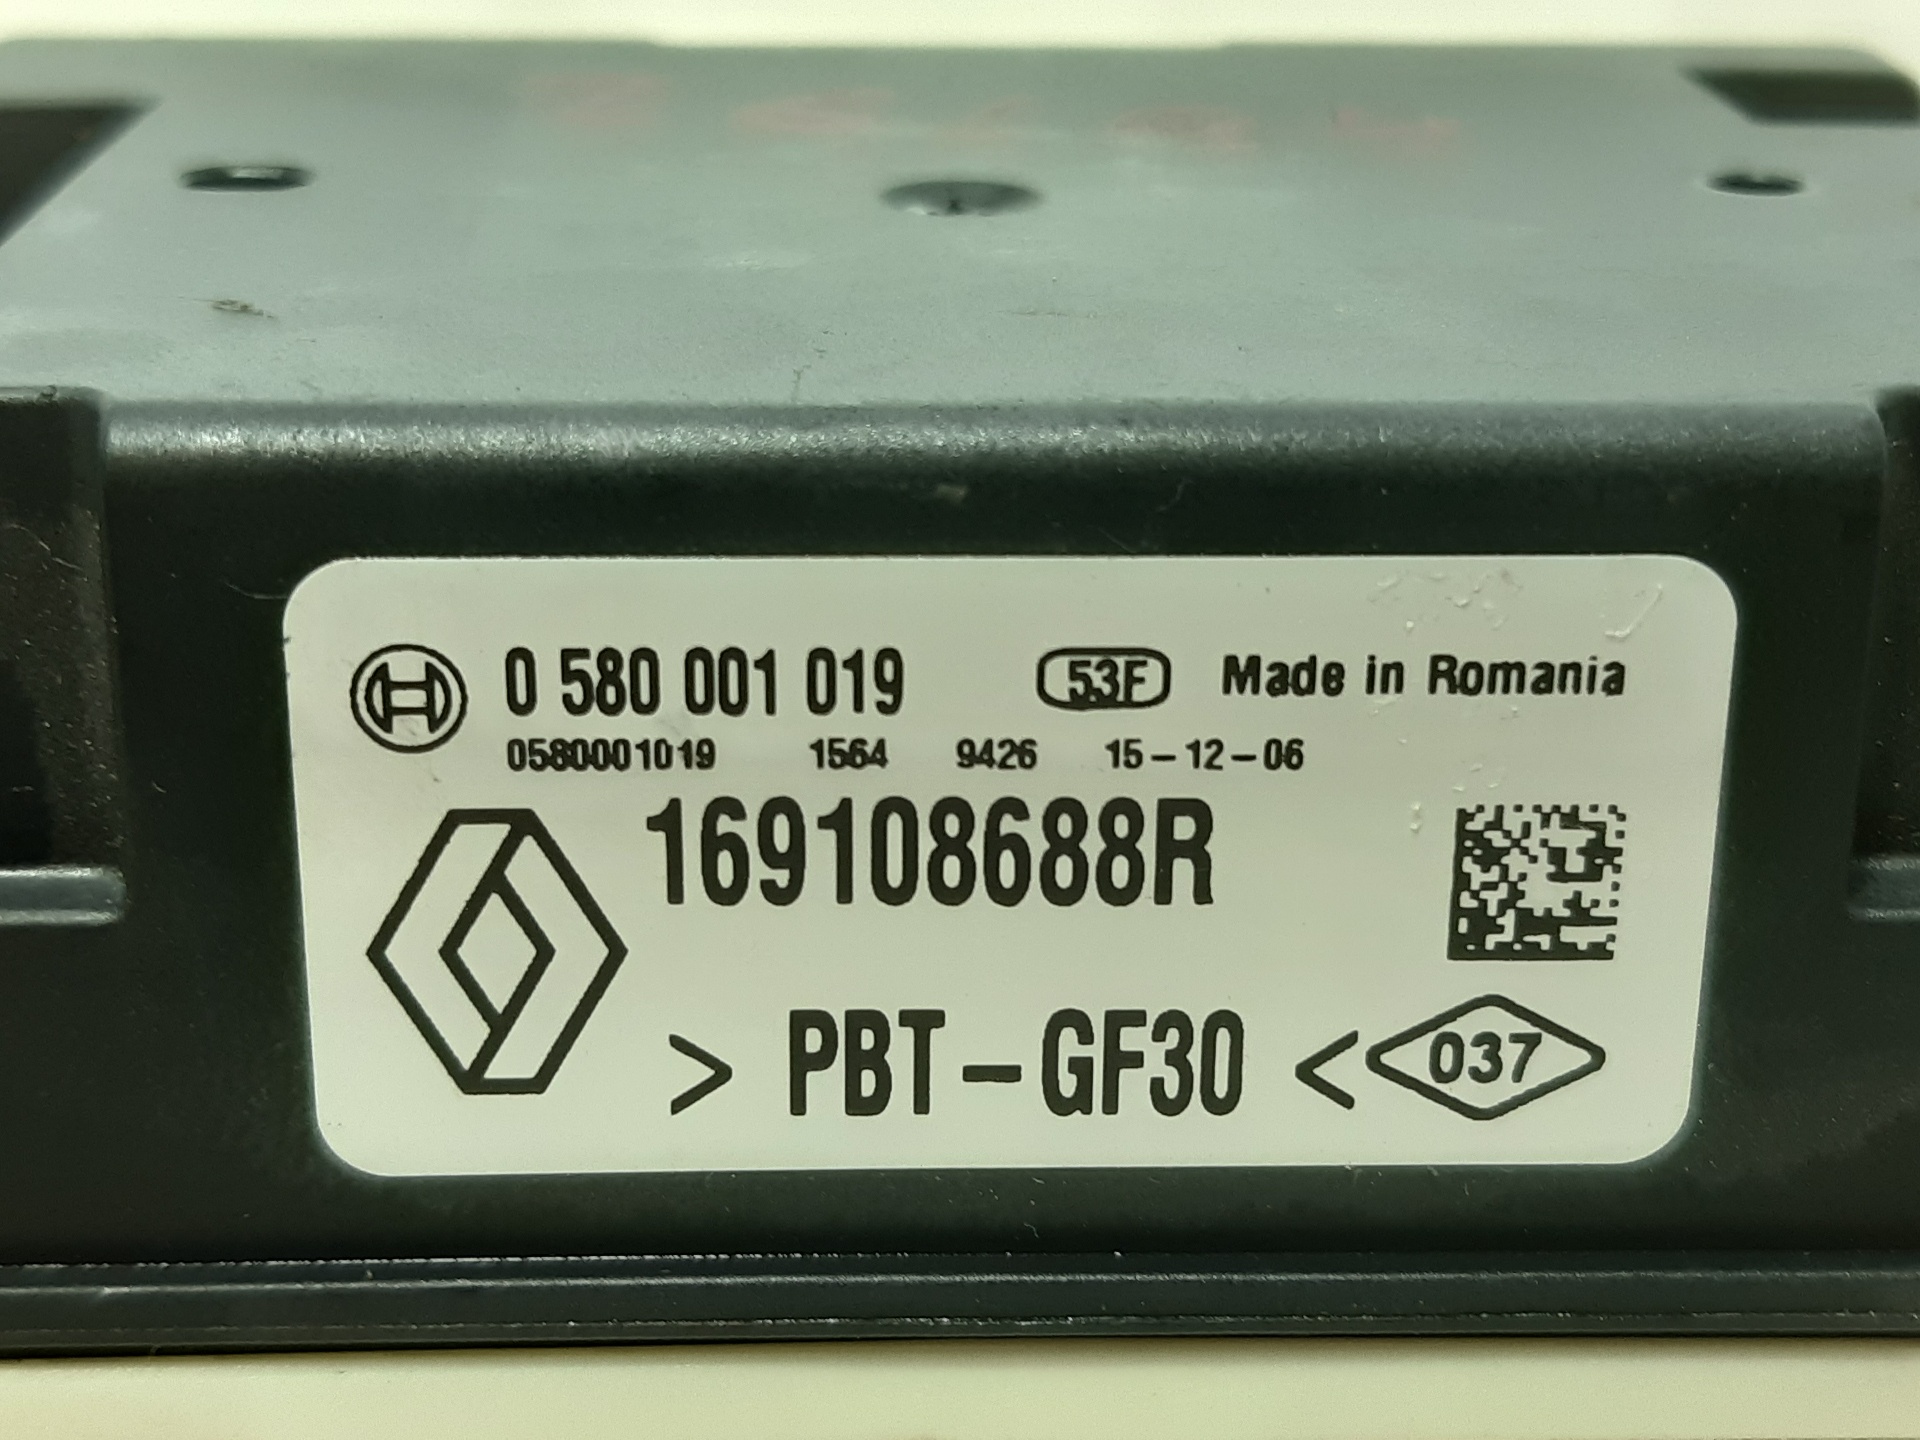 0 580 001 019 53F Made in Romania
0580001019 1564 9426 15-12-06
169108688R
> PBT-GF30 < 037